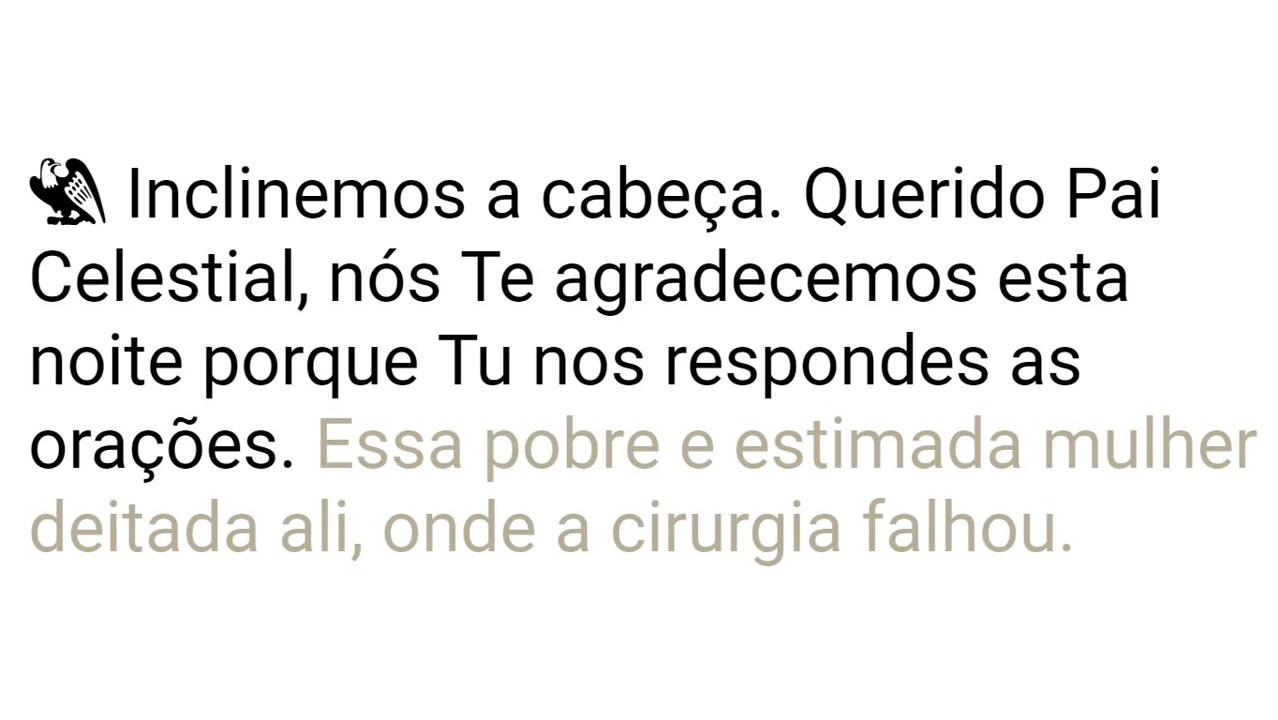 Inclinemos a cabeça. Querido Pai
Celestial, nós Te agradecemos esta
noite porque Tu nos respondes as
orações. Essa pobre e estimada mulher
deitada ali, onde a cirurgia falhou.